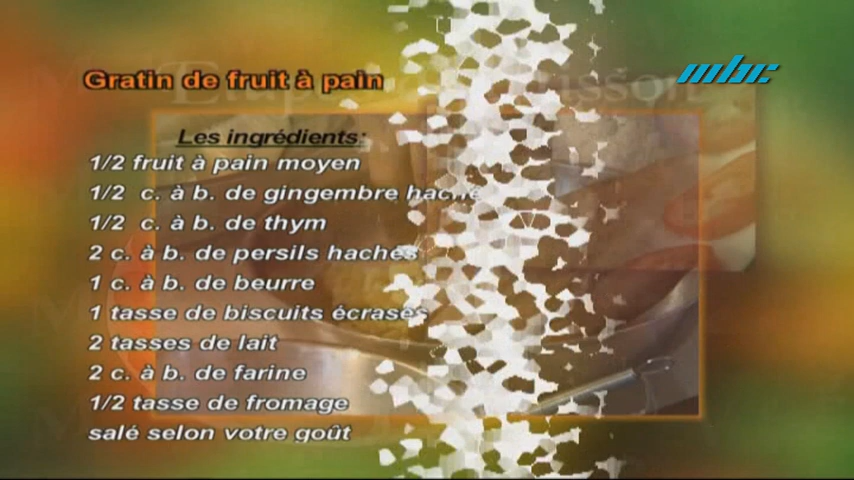 mbc
Gratin de fruit à pain
Les ingrédients:
1/2 fruit à pain moyen
1/2 c. à b. de gingembre haché
1/2 c. à b. de thym
2 c. à b. de persils hachés
1 c. à b. de beurre
1 tasse de biscuits écrasés
2 tasses de lait
2 c. à b. de farine
1/2 tasse de fromage
salé selon votre goût